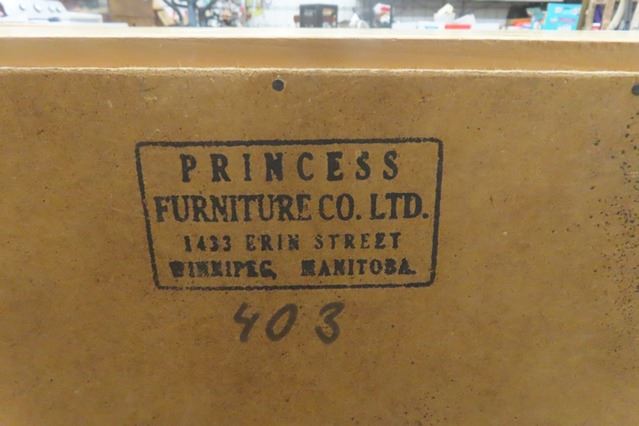 PRINCESS
FURNITURE CO. LTD.
1433 ERIN STREET
WINNIPEG, MANITOBA.
403